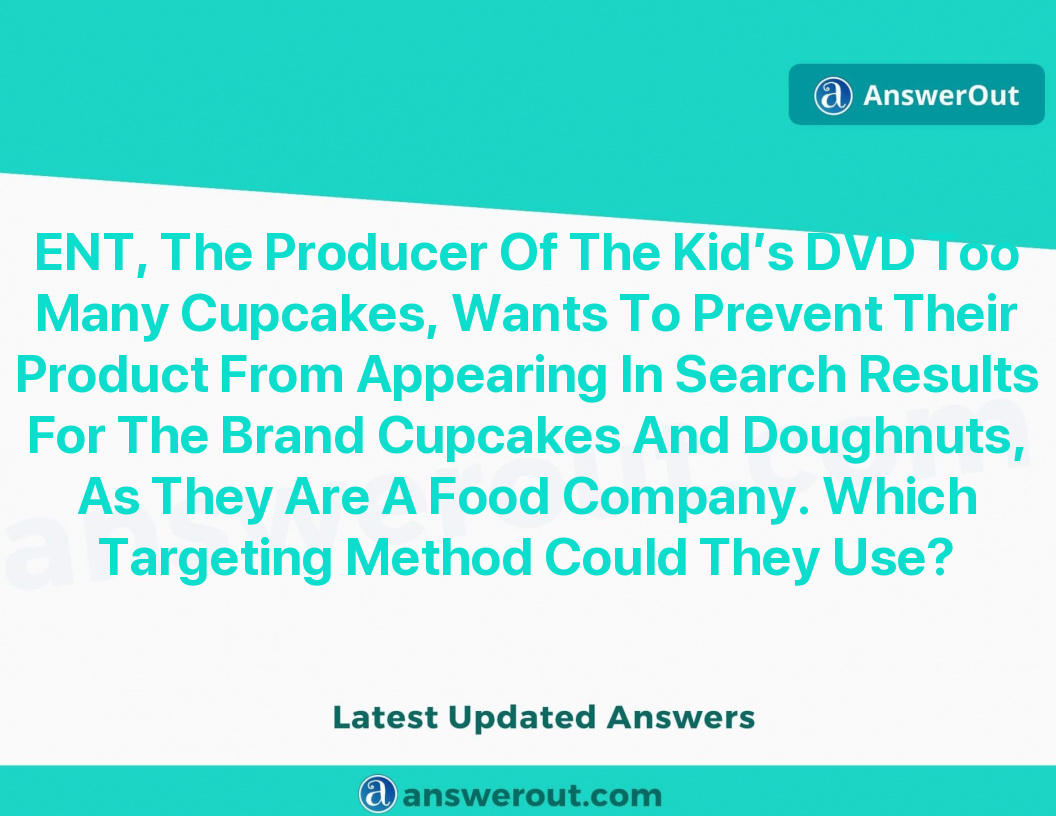 AnswerOut
ENT, The Producer Of The Kid’s DVD Too
Many Cupcakes, Wants To Prevent Their
Product From Appearing In Search Results
For The Brand Cupcakes And Doughnuts,
As They Are A Food Company. Which
Targeting Method Could They Use?
answerout.com
Latest Updated Answers
answerout.com